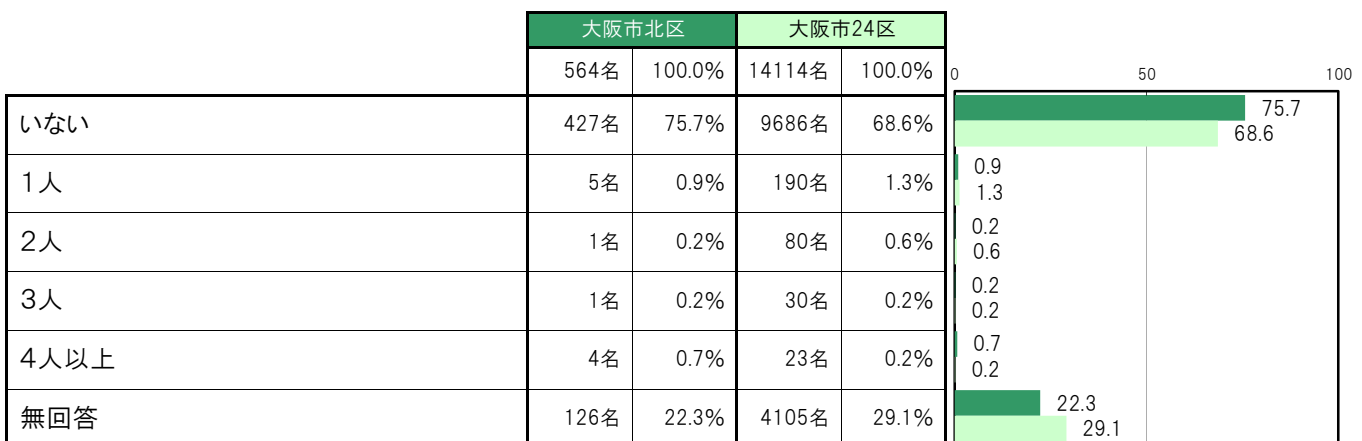 大阪市北区 大阪市24区
564名 100.0% 14114名 100.0% 0 50 100
いない 427名 75.7% 9686名 68.6% 75.7
68.6
1人 5名 0.9% 190名 1.3% 0.9
1.3
2人 1名 0.2% 80名 0.6% 0.2
0.6
3人 1名 0.2% 30名 0.2% 0.2
0.2
4人以上 4名 0.7% 23名 0.2% 0.7
0.2
無回答 126名 22.3% 4105名 29.1% 22.3
29.1